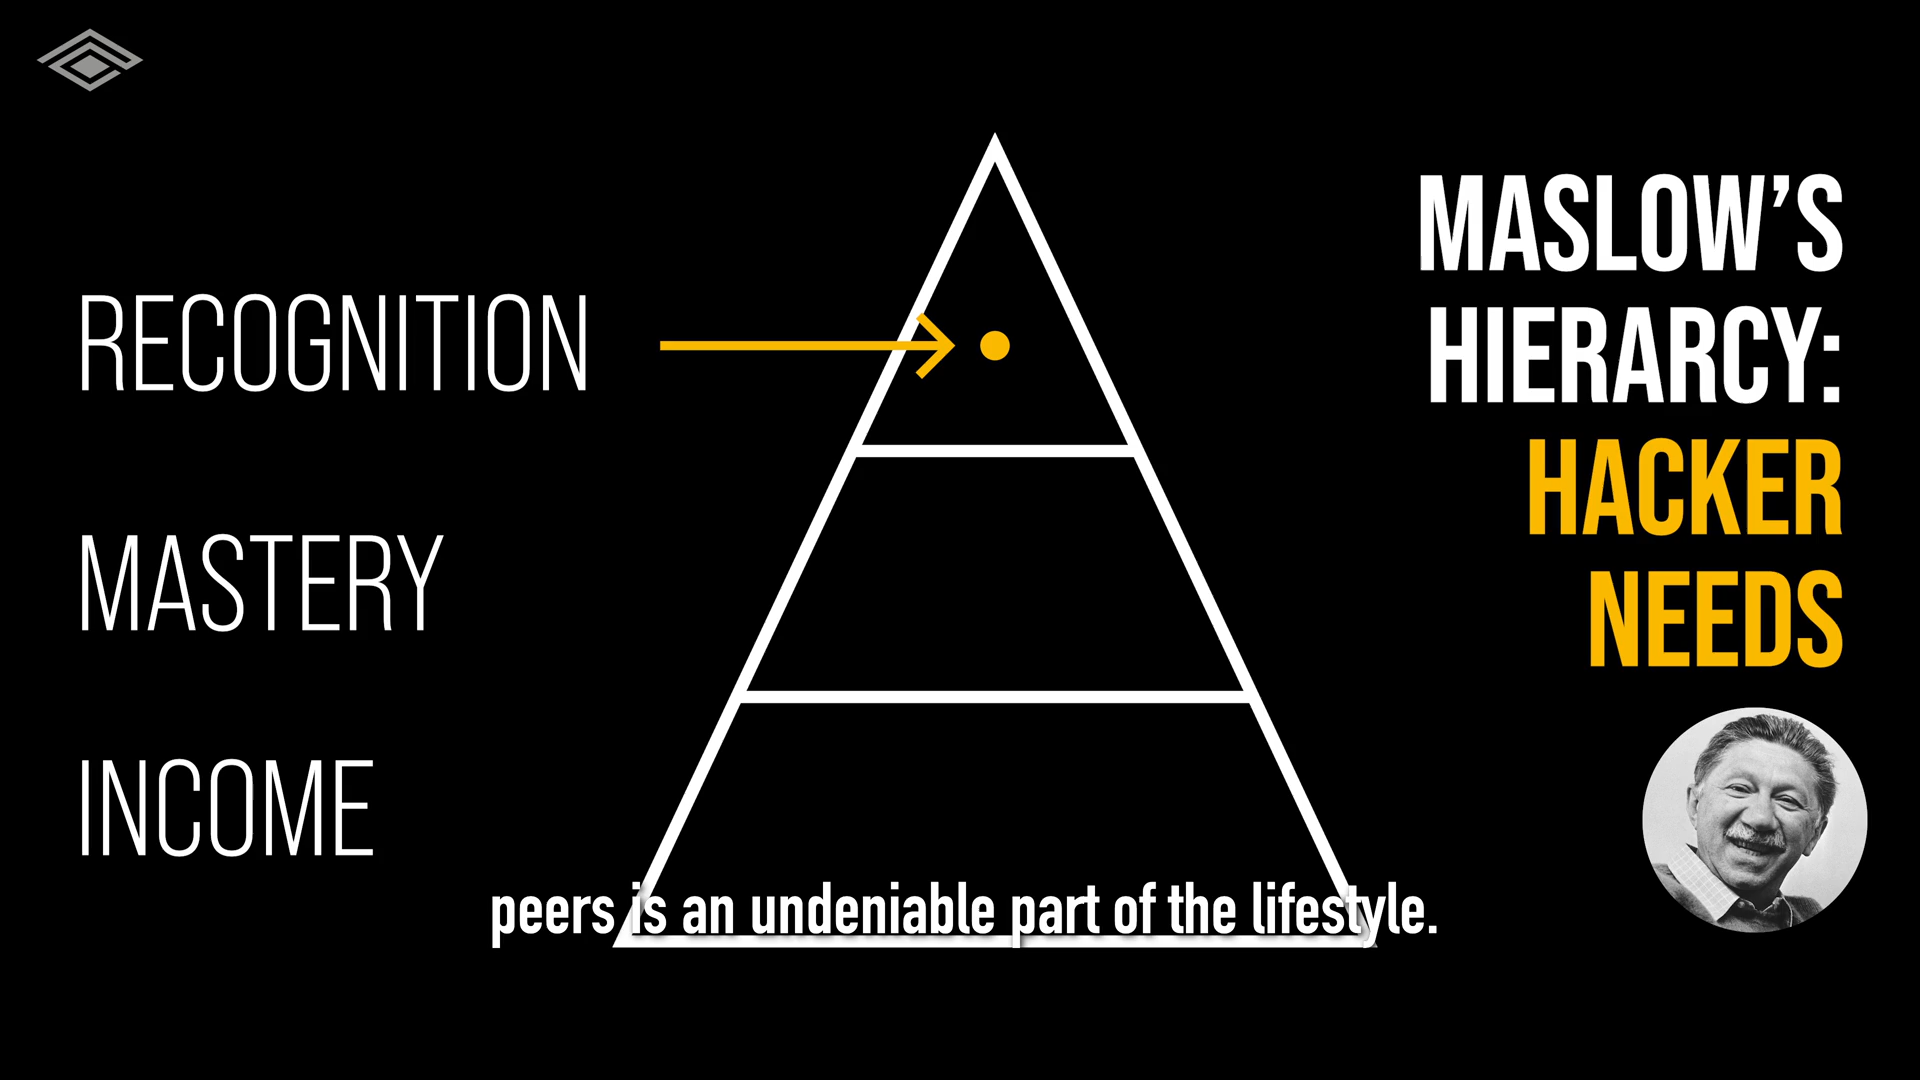 RECOGNITION
MASTERY
INCOME
MASLOW’S
HIERARCY:
HACKER
NEEDS
peers is an undeniable part of the lifestyle.